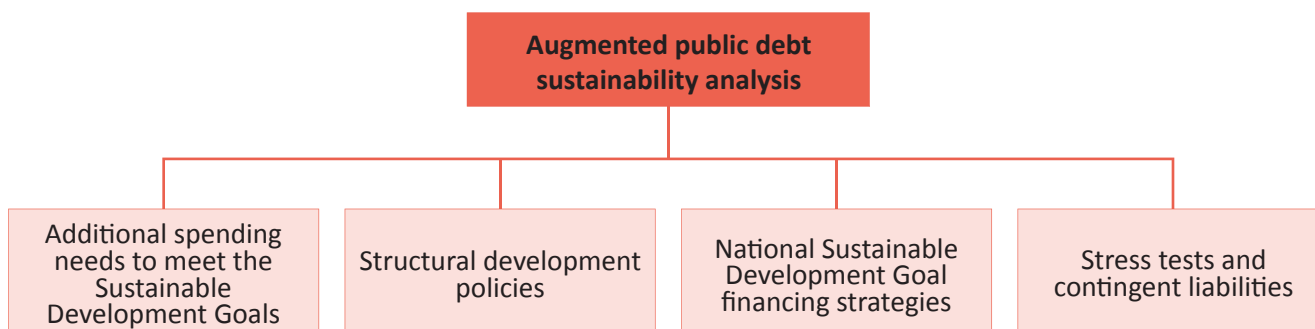 Augmented public debt
sustainability analysis
Additional spending
needs to meet the
Sustainable
Development Goals
Structural development
policies
National Sustainable
Development Goal
financing strategies
Stress tests and
contingent liabilities